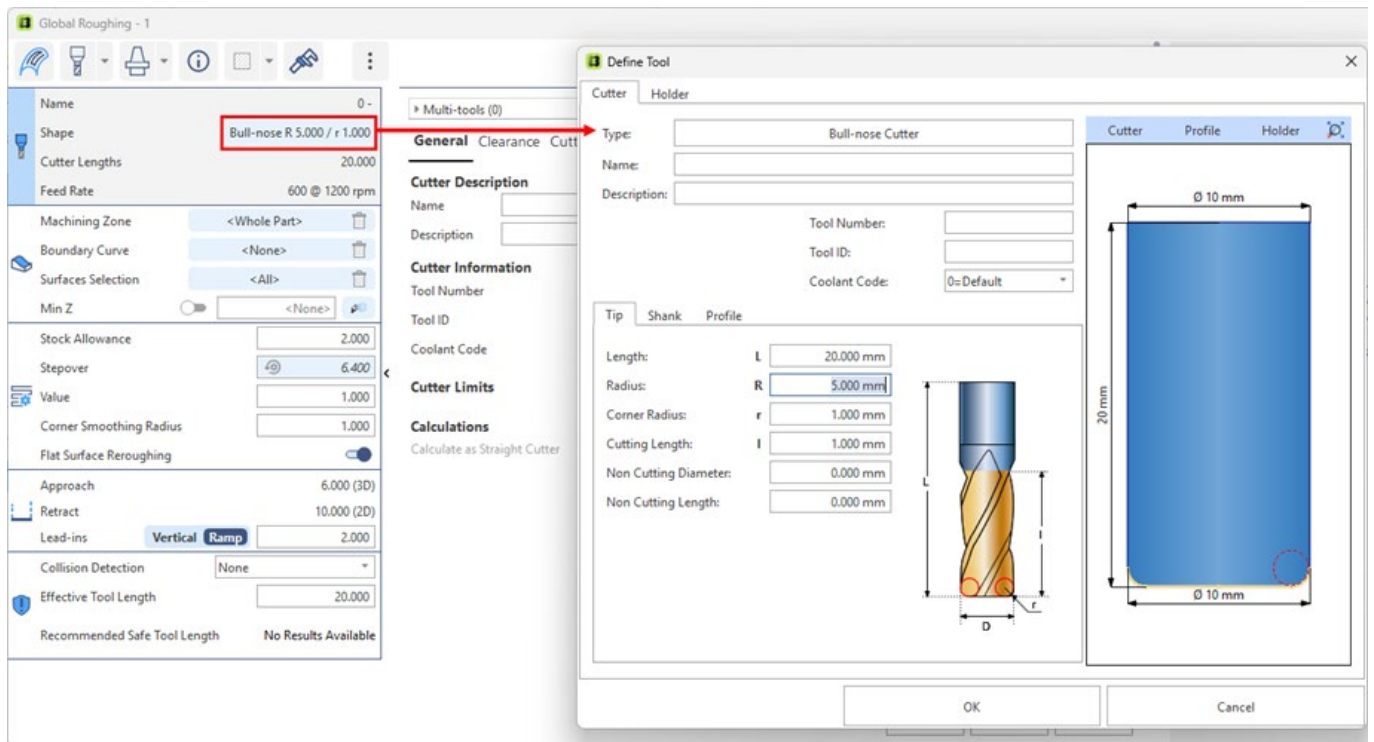 Global Roughing - 1
Name 0 -
Shape Bull-nose R 5.000 / r 1.000
Cutter Lengths 20.000
Feed Rate 600 @ 1200 rpm
Machining Zone <Whole Part>
Boundary Curve <None>
Surfaces Selection <All>
Min Z <None>
Stock Allowance 2.000
Stepover 6.400
Value 1.000
Corner Smoothing Radius 1.000
Flat Surface Reroughing
Approach 6.000 (3D)
Retract 10.000 (2D)
Lead-ins Vertical Ramp 2.000
Collision Detection None
Effective Tool Length 20.000
Recommended Safe Tool Length No Results Available
Multi-tools (0)
General Clearance Cutt
Cutter Description
Name
Description
Cutter Information
Tool Number
Tool ID
Coolant Code
Cutter Limits
Calculations
Calculate as Straight Cutter
Define Tool
Cutter Holder
Type: Bull-nose Cutter
Name:
Description:
Tool Number:
Tool ID:
Coolant Code: 0=Default
Tip Shank Profile
Length: L 20.000 mm
Radius: R 5.000 mm
Corner Radius: r 1.000 mm
Cutting Length: l 1.000 mm
Non Cutting Diameter: 0.000 mm
Non Cutting Length: 0.000 mm
L
l
r
D
Cutter Profile Holder
Ø 10 mm
20 mm
Ø 10 mm
OK Cancel